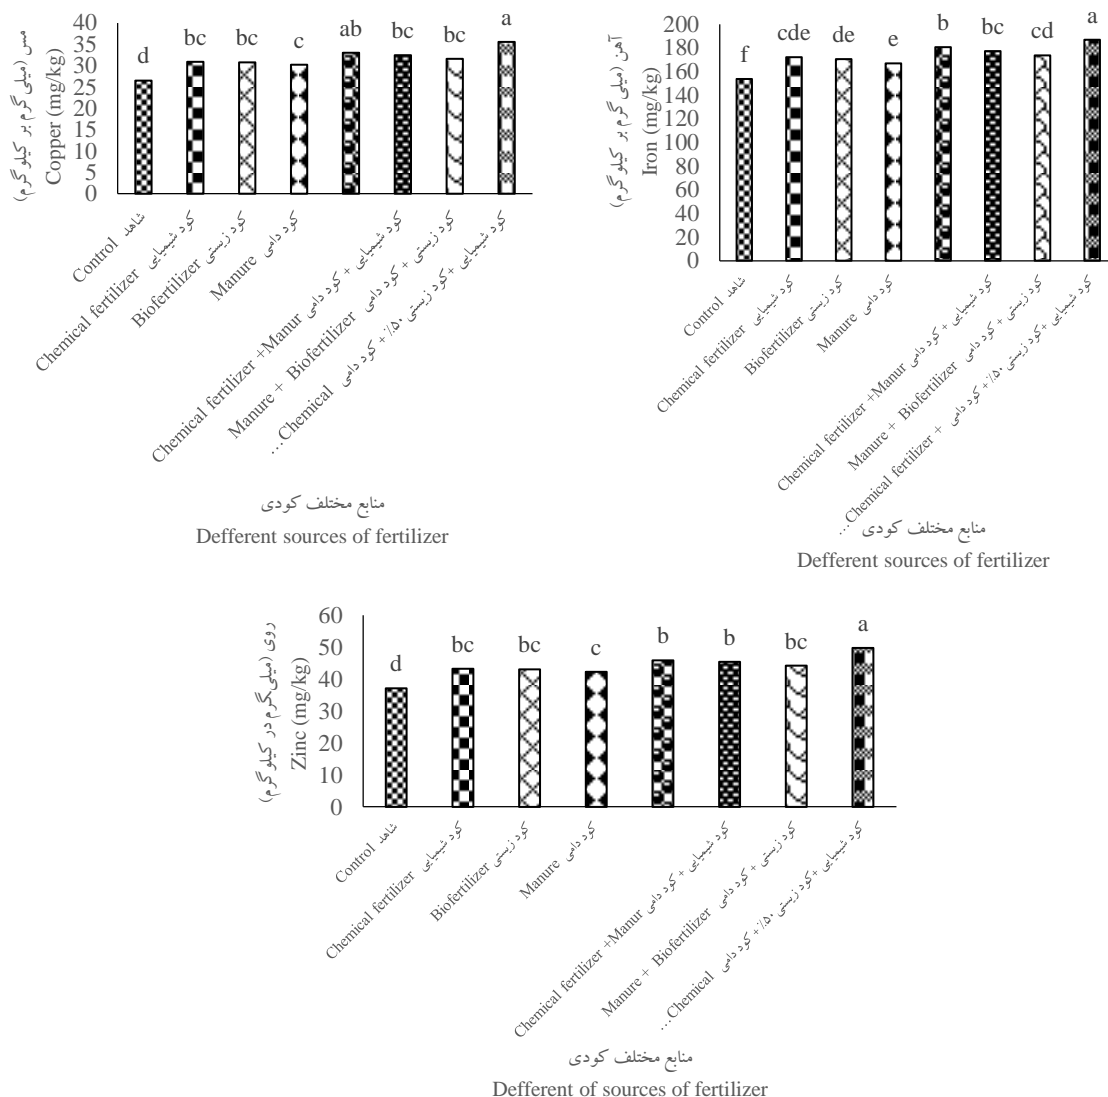 مس (میلی گرم بر کیلوگرم)
Copper (mg/kg)
40
35
30
25
20
15
10
5
0
d
bc
bc
c
ab
bc
bc
a
شاهد Control
کود شیمیایی Chemical fertilizer
کود زیستی Biofertilizer
کود دامی Manure
کود شیمیایی + کود دامی Chemical fertilizer +Manur
کود زیستی + کود دامی Manure + Biofertilizer
کود شیمیایی +کود زیستی ۵۰٪ + کود دامی Chemical…
منابع مختلف کودی
Defferent sources of fertilizer
آهن (میلی گرم بر کیلوگرم)
Iron (mg/kg)
200
180
160
140
120
100
80
60
40
20
0
f
cde
de
e
b
bc
cd
a
شاهد Control
کود شیمیایی Chemical fertilizer
کود زیستی Biofertilizer
کود دامی Manure
کود شیمیایی + کود دامی Chemical fertilizer +Manur
کود زیستی + کود دامی Manure + Biofertilizer
کود شیمیایی +کود زیستی ۵۰٪ + کود دامی Chemical fertilizer +…
منابع مختلف کودی
Defferent sources of fertilizer
روی (میلی‌گرم در کیلوگرم)
Zinc (mg/kg)
60
50
40
30
20
10
0
d
bc
bc
c
b
b
bc
a
شاهد Control
کود شیمیایی Chemical fertilizer
کود زیستی Biofertilizer
کود دامی Manure
کود شیمیایی + کود دامی Chemical fertilizer +Manur
کود زیستی + کود دامی Manure + Biofertilizer
کود شیمیایی +کود زیستی ۵۰٪ + کود دامی Chemical…
منابع مختلف کودی
Defferent of sources of fertilizer